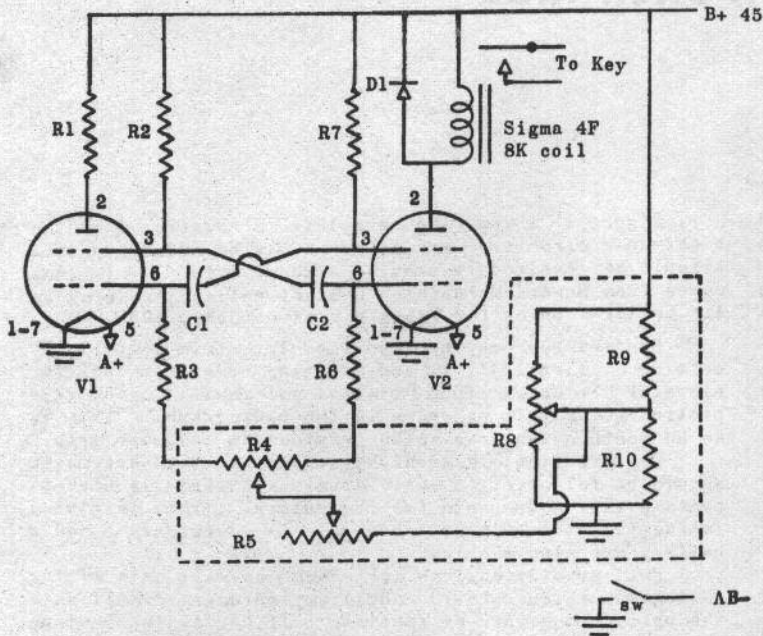 B+ 45
To Key
D1
R1
R2
R7
Sigma 4F
8K coil
2
2
3
3
6
6
C1
C2
1-7
5
1-7
5
A+
A+
V1
R3
R6
V2
R9
R4
R8
R10
R5
sw
AB-